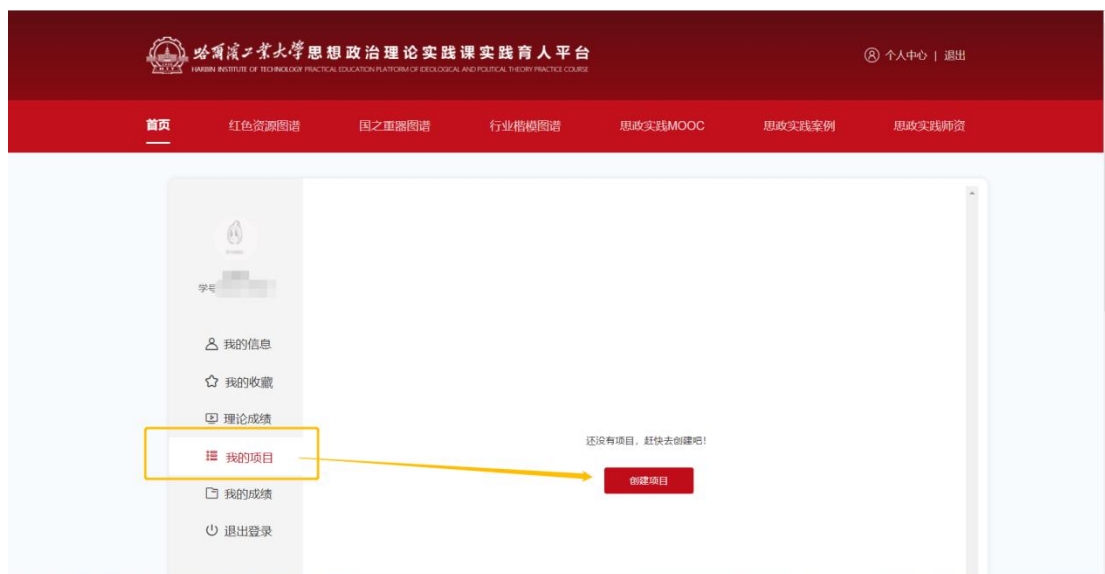 哈爾濱工業大學思想政治理论实践课实践育人平台
HARBIN INSTITUTE OF TECHNOLOGY PRACTICAL EDUCATION PLATFORM OF IDEOLOGICAL AND POLITICAL THEORY PRACTICE COURSE
个人中心 | 退出
首页 红色资源图谱 国之重器图谱 行业楷模图谱 思政实践MOOC 思政实践案例 思政实践师资
学号
我的信息
我的收藏
理论成绩
还没有项目，赶快去创建吧！
我的项目
创建项目
我的成绩
退出登录